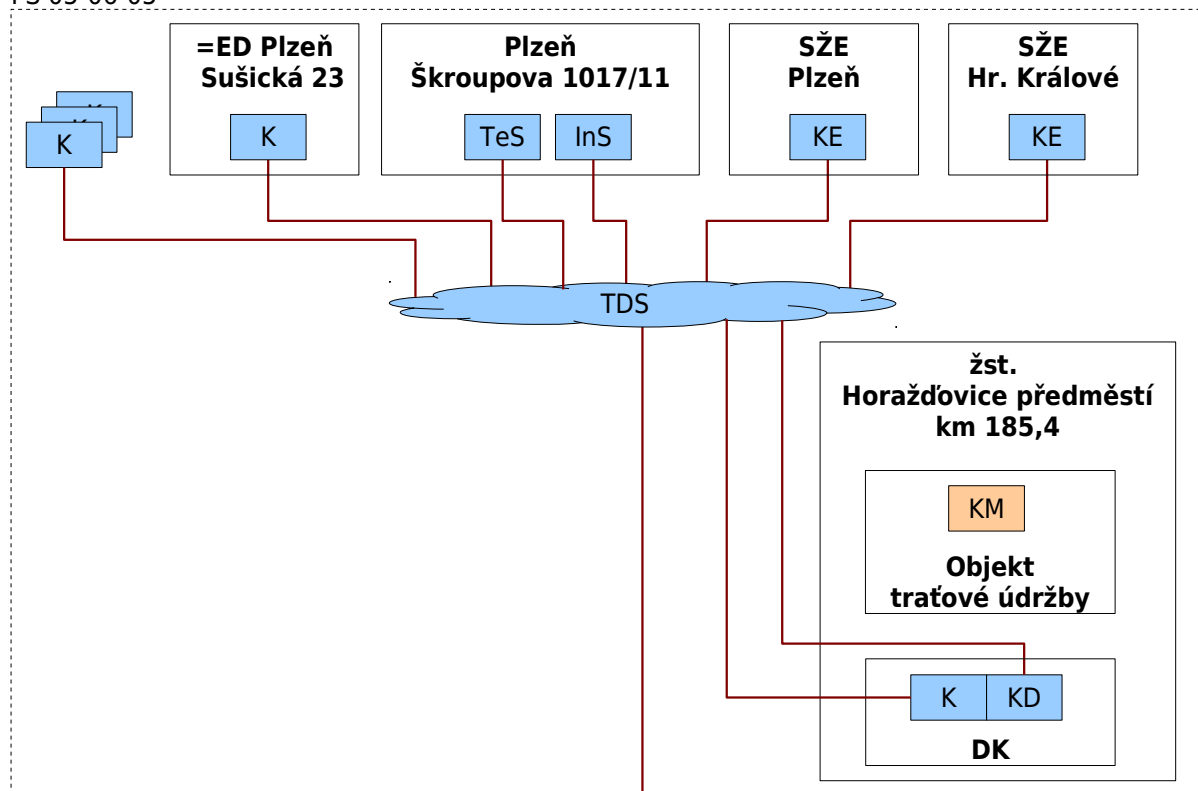 =ED Plzeň
Sušická 23
K
Plzeň
Škroupova 1017/11
TeS
InS
SŽE
Plzeň
KE
SŽE
Hr. Králové
KE
K
TDS
žst.
Horažďovice předměstí
km 185,4
KM
Objekt
traťové údržby
K
KD
DK